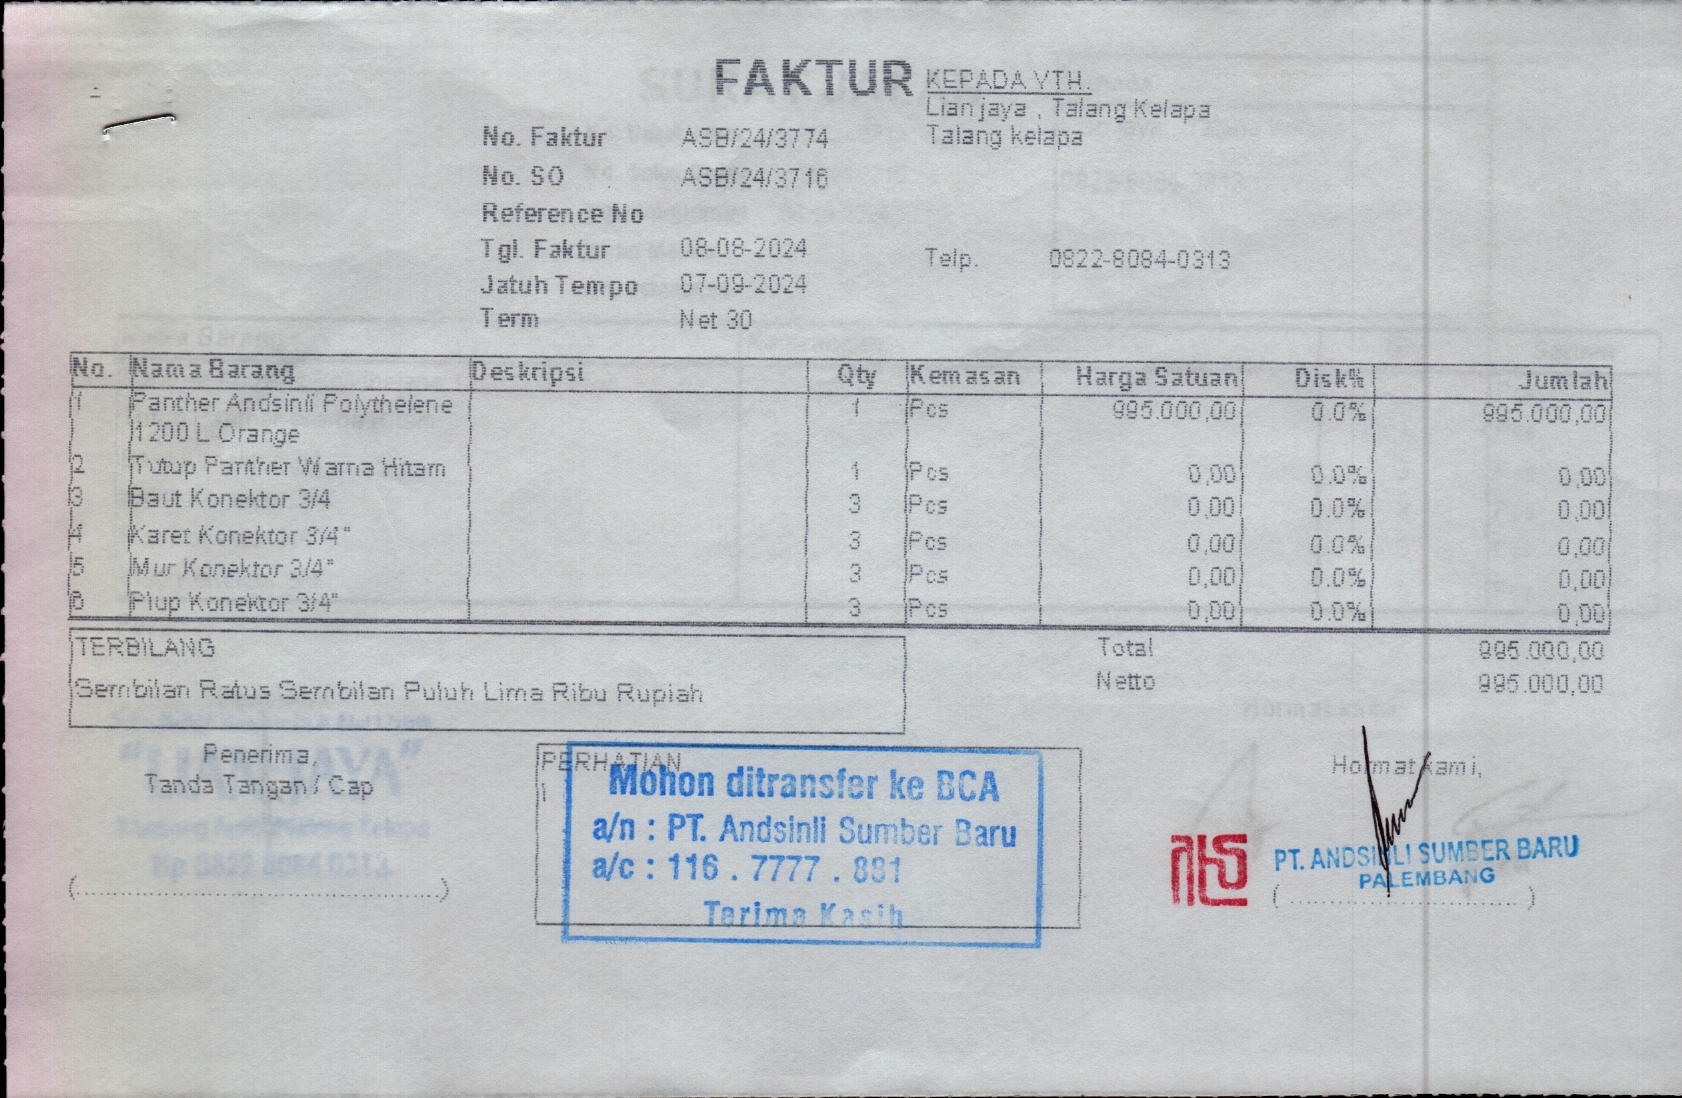 FAKTUR
KEPADA YTH.
Lianjaya , Talang Kelapa
Talang kelapa
No. Faktur ASB/24/3774
No. SO ASB/24/3716
Reference No
Tgl. Faktur 08-08-2024
Telp. 0822-8084-0313
Jatuh Tempo 07-09-2024
Term Net 30
No. Nama Barang Deskripsi Qty Kemasan Harga Satuan Disk% Jumlah
1 Panther Andsinli Polythelene 1 Pcs 995.000,00 0.0% 995.000,00
1200 L Orange
2 Tutup Panther Warna Hitam 1 Pcs 0,00 0.0% 0,00
3 Baut Konektor 3/4 3 Pcs 0,00 0.0% 0,00
4 Karet Konektor 3/4" 3 Pcs 0,00 0.0% 0,00
5 Mur Konektor 3/4" 3 Pcs 0,00 0.0% 0,00
6 Plup Konektor 3/4" 3 Pcs 0,00 0.0% 0,00
TERBILANG
Sembilan Ratus Sembilan Puluh Lima Ribu Rupiah
Total 995.000,00
Netto 995.000,00
Penerima,
Tanda Tangan / Cap
(........................................)
PERHATIAN
Mohon ditransfer ke BCA
a/n : PT. Andsinli Sumber Baru
a/c : 116 . 7777 . 881
Terima Kasih
Hormat kami,
PT. ANDSINLI SUMBER BARU
PALEMBANG
(..............................)